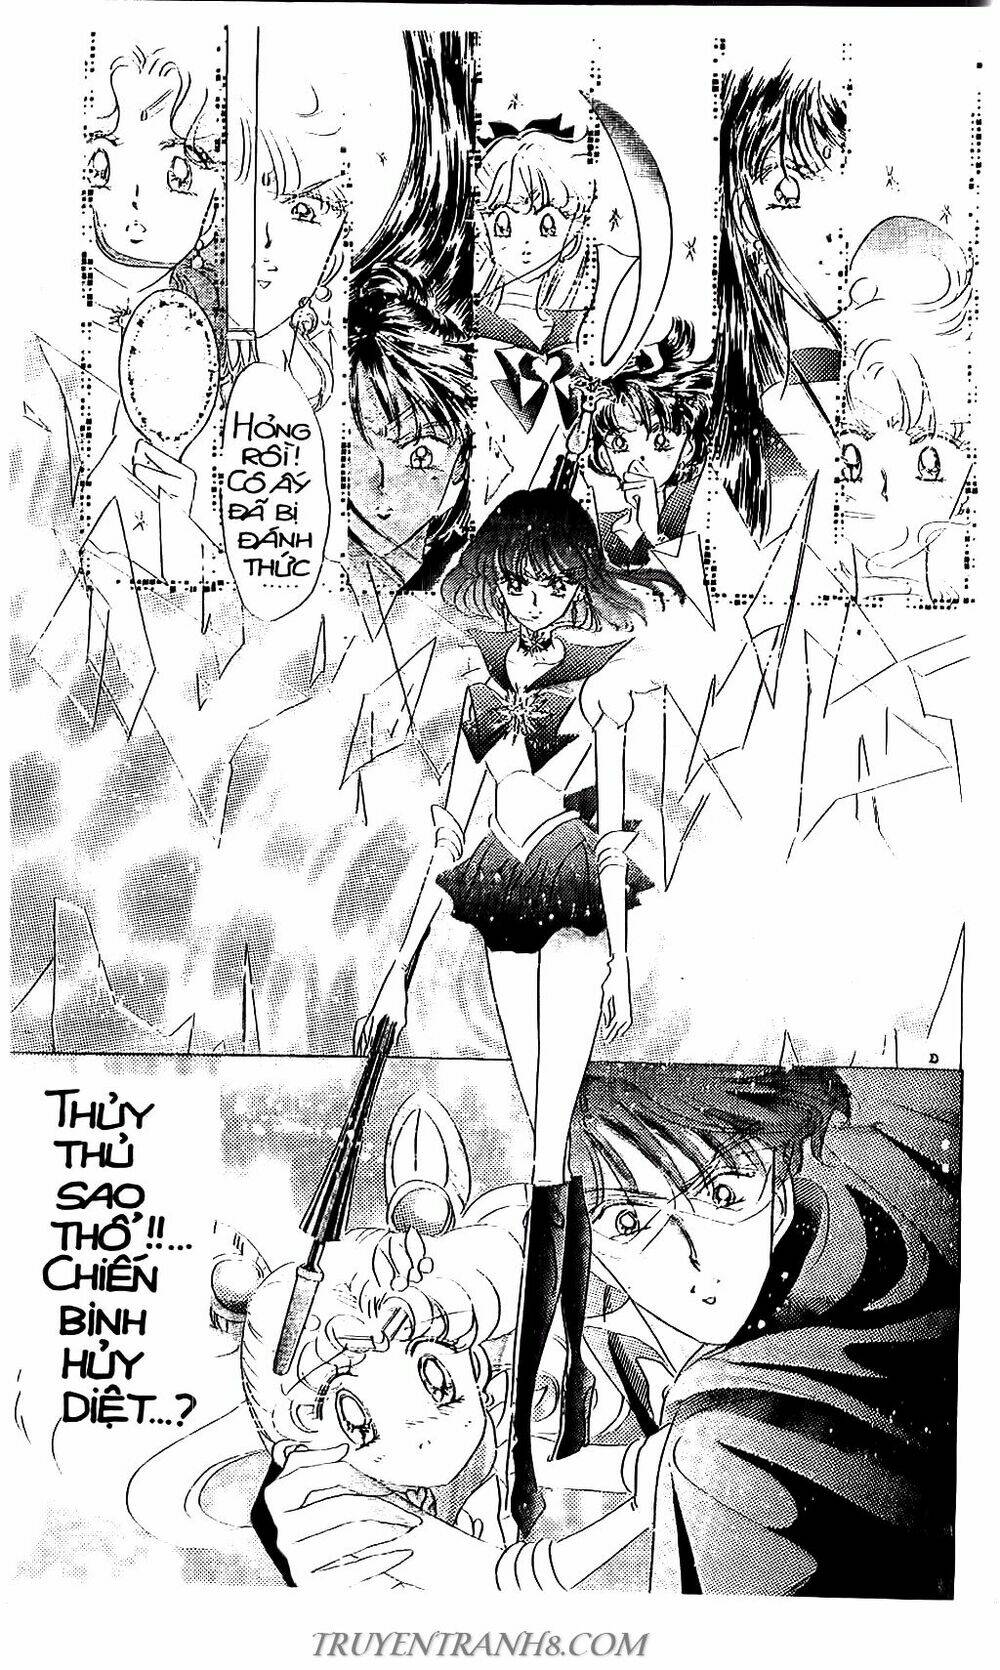 HỎNG
RỒI!
CÔ ẤY
ĐÃ BỊ
ĐÁNH
THỨC
D
THỦY
THỦ
SAO
THỔ!!...
CHIẾN
BINH
HỦY
DIỆT...?
TRUYENTRANH8.COM